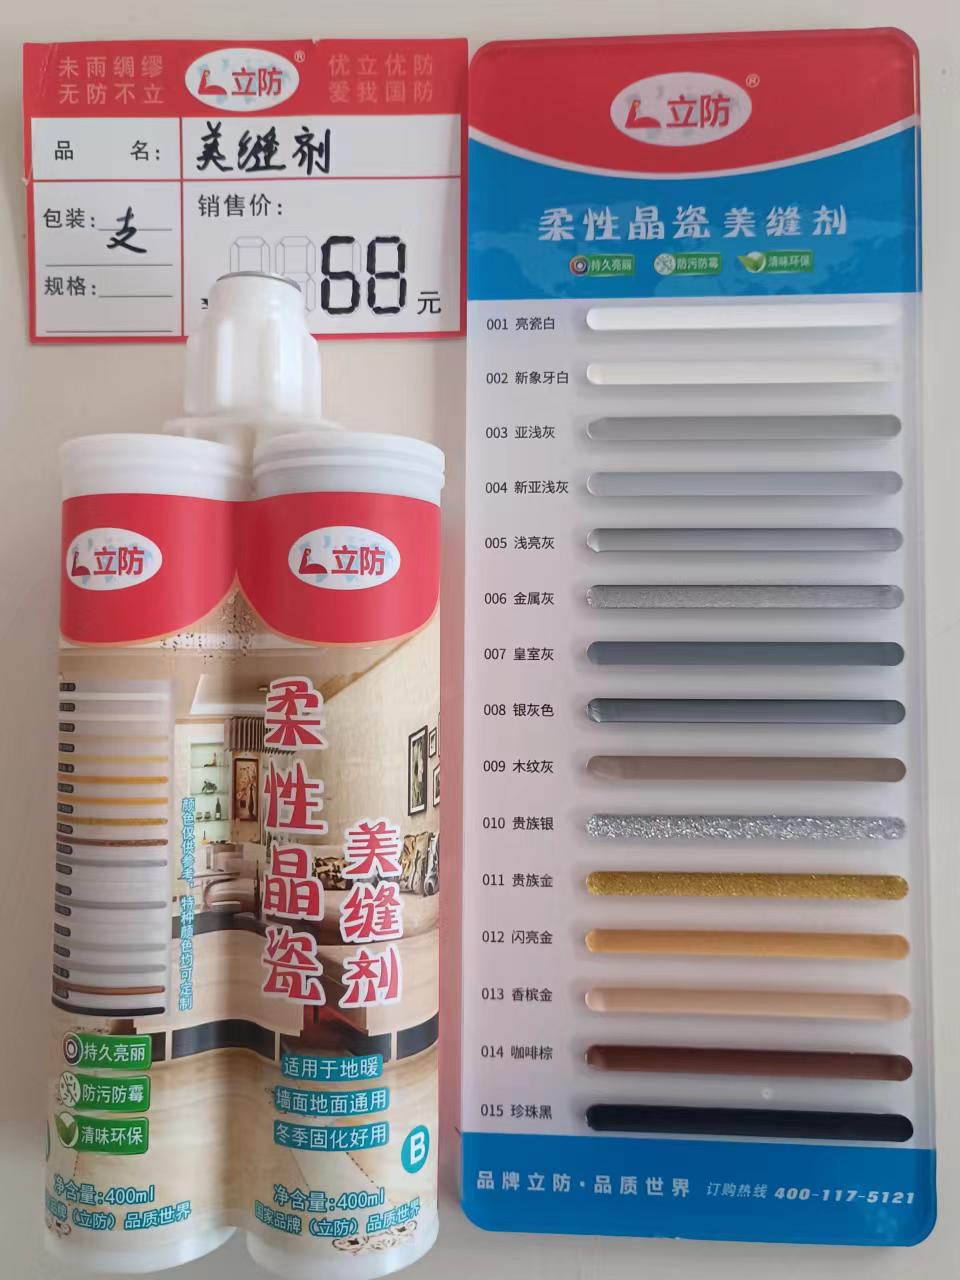 未雨绸缪
无防不立
立防®
优立优防
爱我国防
品 名:
美缝剂
包装:
支
规格:
销售价:
68元
立防®
柔性晶瓷美缝剂
持久亮丽
防污防霉
清味环保
001 亮瓷白
002 新象牙白
003 亚浅灰
004 新亚浅灰
005 浅亮灰
006 金属灰
007 皇室灰
008 银灰色
009 木纹灰
010 贵族银
011 贵族金
012 闪亮金
013 香槟金
014 咖啡棕
015 珍珠黑
品牌立防·品质世界
订购热线 400-117-5121
立防
立防
柔性晶瓷
美缝剂
颜色仅供参考,特种颜色均可定制
持久亮丽
防污防霉
清味环保
适用于地暖
墙面地面通用
冬季固化好用
B
净含量:400ml
品牌(立防)品质世界
净含量:400ml
国家品牌(立防)品质世界